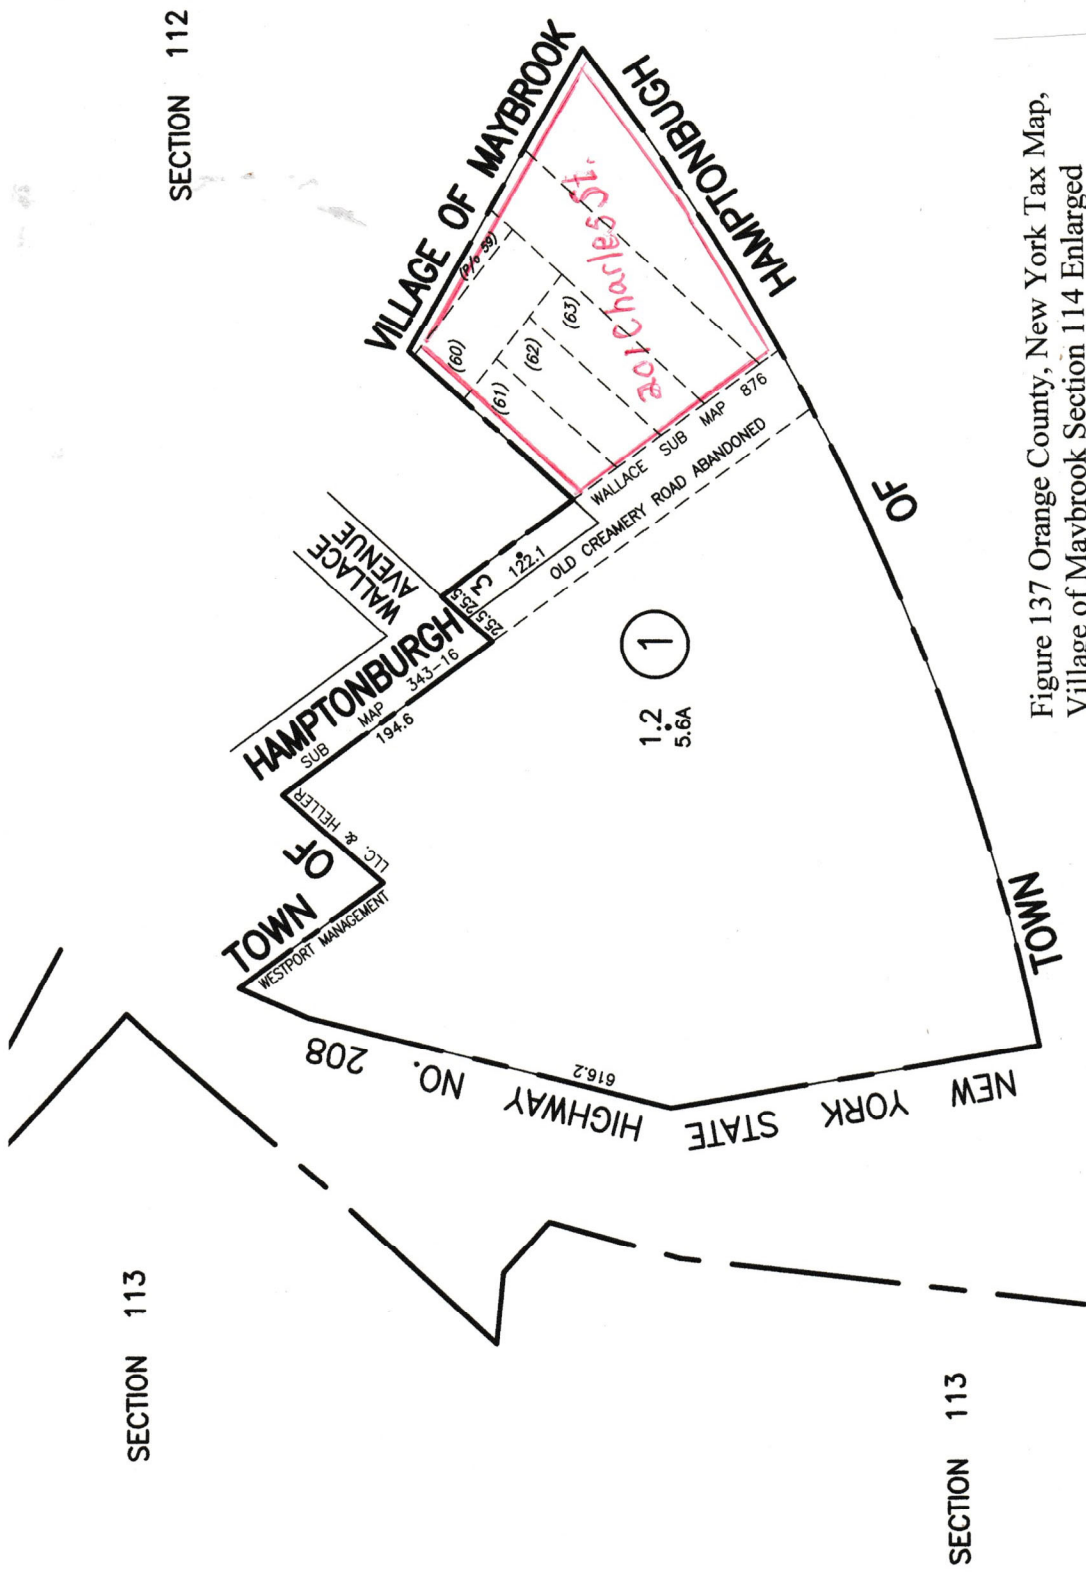 SECTION 112
SECTION 113
SECTION 113
VILLAGE OF MAYBROOK
HAMPTONBURGH
TOWN OF HAMPTONBURGH
TOWN OF
WALLACE
AVENUE
(P/o 59)
(60)
(61)
(62)
(63)
201 Charles St.
WALLACE SUB MAP 876
OLD CREAMERY ROAD ABANDONED
3
122.1
25.5
25.5
SUB MAP 343-16
194.6
WESTPORT MANAGEMENT
LLC. & HELLER
1
1.2
5.6A
NEW YORK STATE HIGHWAY NO. 208
616.2
Figure 137 Orange County, New York Tax Map,
Village of Maybrook Section 114 Enlarged